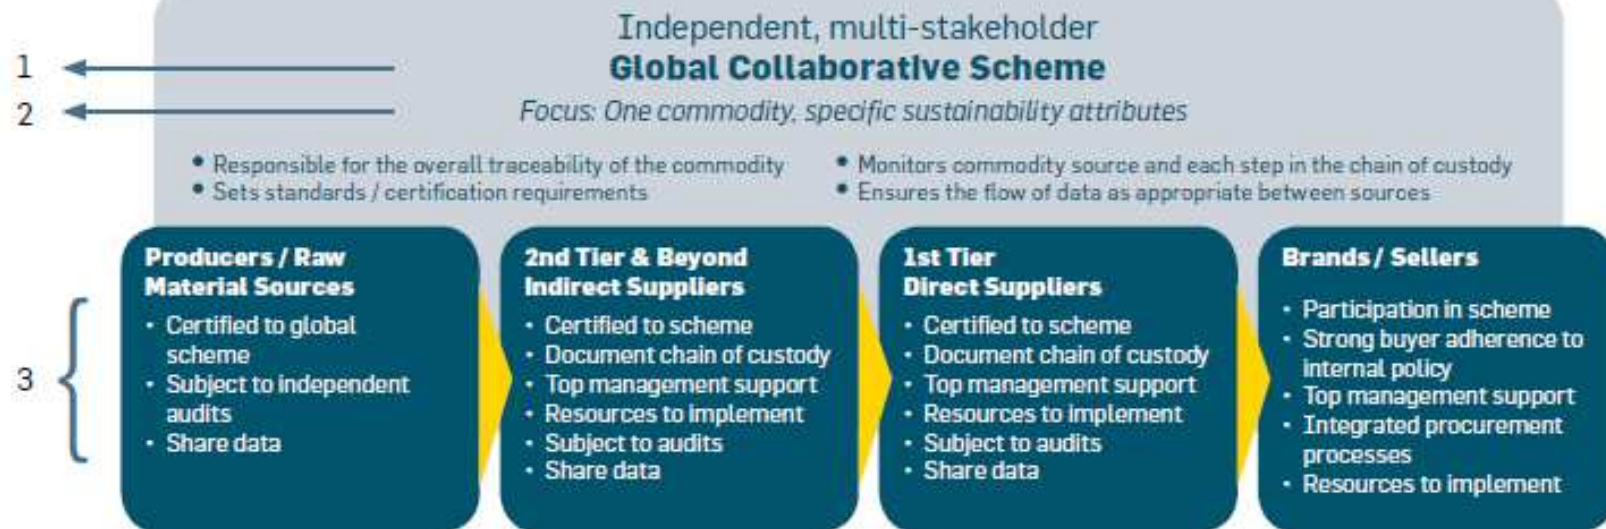 Independent, multi-stakeholder
1
Global Collaborative Scheme
2
Focus: One commodity, specific sustainability attributes
• Responsible for the overall traceability of the commodity
• Sets standards / certification requirements
• Monitors commodity source and each step in the chain of custody
• Ensures the flow of data as appropriate between sources
3
Producers / Raw
Material Sources
• Certified to global
scheme
• Subject to independent
audits
• Share data
2nd Tier & Beyond
Indirect Suppliers
• Certified to scheme
• Document chain of custody
• Top management support
• Resources to implement
• Subject to audits
• Share data
1st Tier
Direct Suppliers
• Certified to scheme
• Document chain of custody
• Top management support
• Resources to implement
• Subject to audits
• Share data
Brands / Sellers
• Participation in scheme
• Strong buyer adherence to
internal policy
• Top management support
• Integrated procurement
processes
• Resources to implement